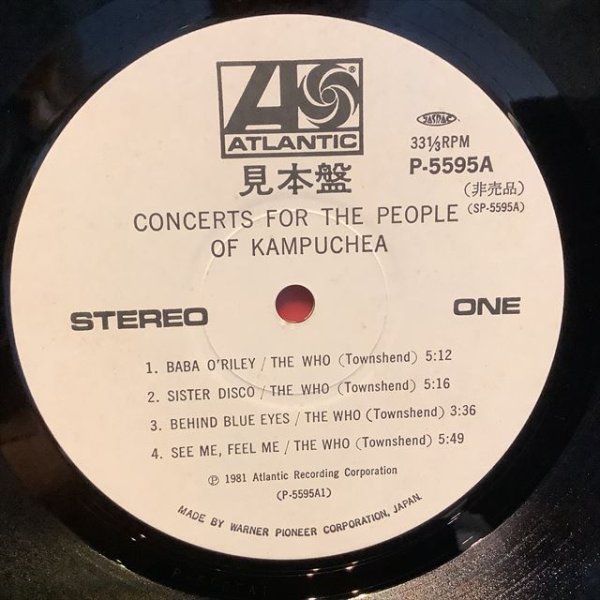 ATLANTIC
®
JASRAC
33⅓RPM
P-5595A
見本盤
(非売品)
CONCERTS FOR THE PEOPLE
(SP-5595A)
OF KAMPUCHEA
STEREO
ONE
1. BABA O'RILEY / THE WHO (Townshend) 5:12
2. SISTER DISCO / THE WHO (Townshend) 5:16
3. BEHIND BLUE EYES / THE WHO (Townshend) 3:36
4. SEE ME, FEEL ME / THE WHO (Townshend) 5:49
℗ 1981 Atlantic Recording Corporation
(P-5595A1)
MADE BY WARNER PIONEER CORPORATION, JAPAN.